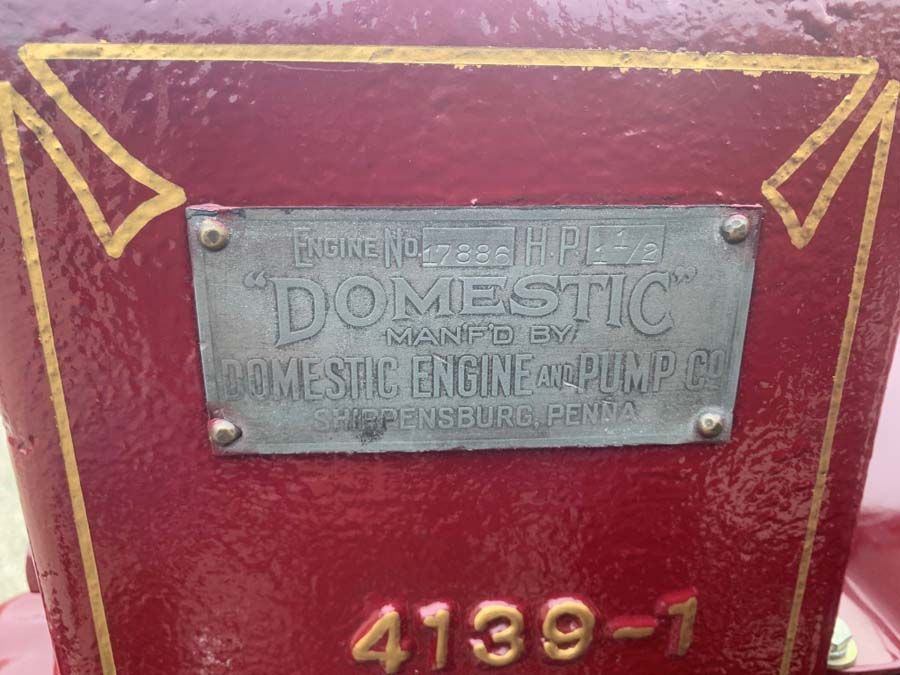 ENGINE NO. 17886 H.P. 1 1/2
"DOMESTIC"
MAN'F'D BY
DOMESTIC ENGINE AND PUMP CO
SHIPPENSBURG, PENNA
4139-1